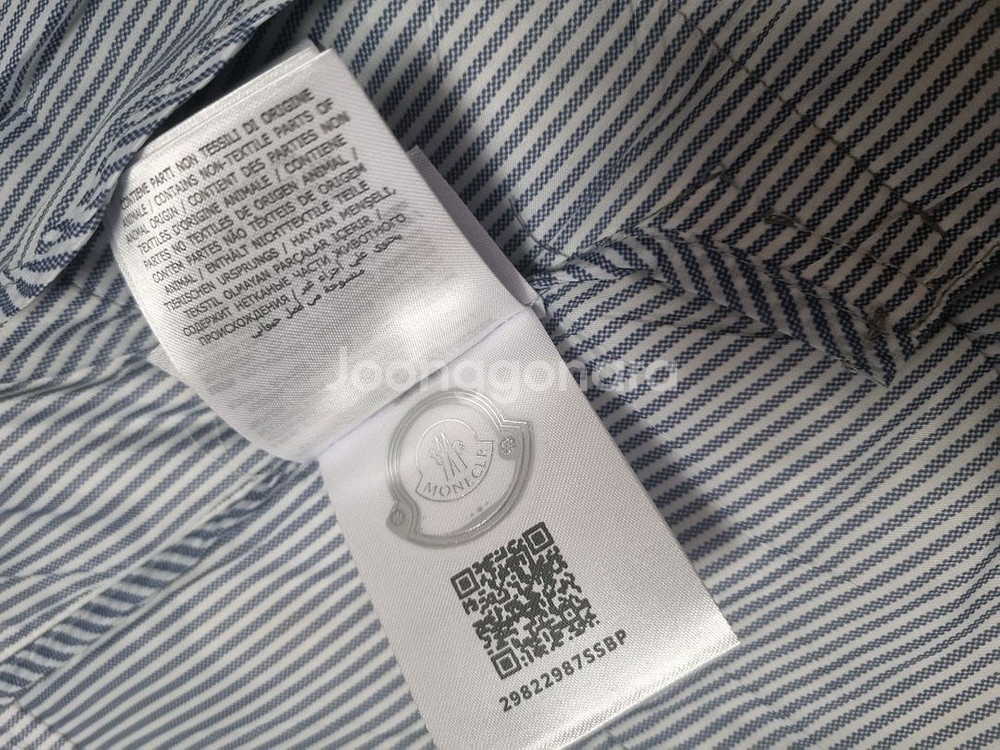 CONTIENE PARTI NON TESSILI DI ORIGINE
ANIMALE / CONTAINS NON-TEXTILE PARTS OF
ANIMAL ORIGIN / CONTIENT DES PARTIES NON
TEXTILES D'ORIGINE ANIMALE / CONTIENE
PARTES NO TEXTILES DE ORIGEN ANIMAL /
CONTÉM PARTES NÃO TÊXTEIS DE ORIGEM
ANIMAL / ENTHÄLT NICHTTEXTILE TEILE
TIERISCHEN URSPRUNGS / HAYVAN MENŞELİ,
TEKSTİL OLMAYAN PARÇALAR İÇERİR /
СОДЕРЖИТ НЕТКАНЫЕ ЧАСТИ ЖИВОТНОГО
ПРОИСХОЖДЕНИЯ /
Joonggonara
MONCLER
29822987SSBP